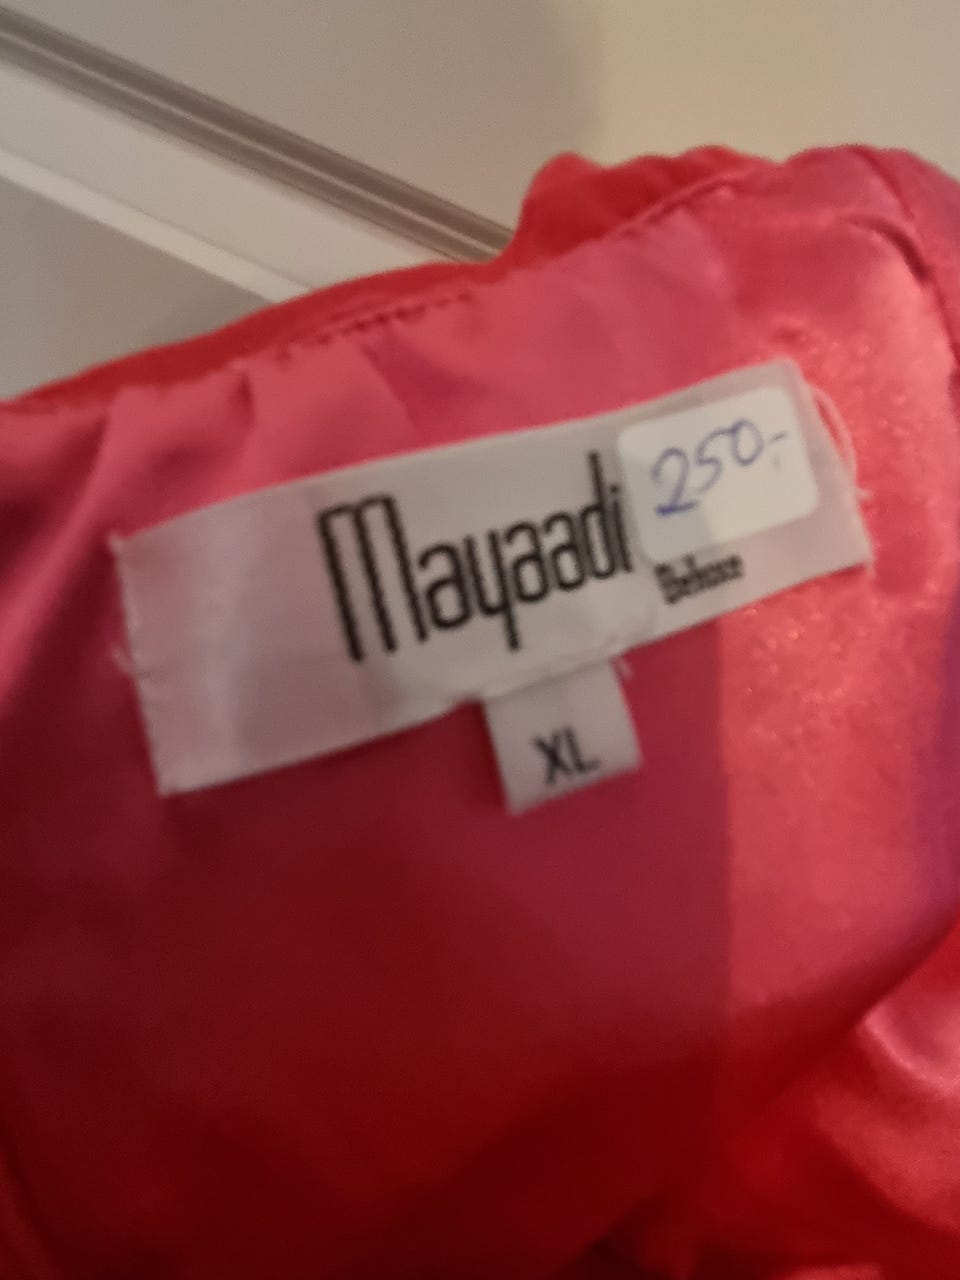 Mayaadi
250,-
Deluxe
XL